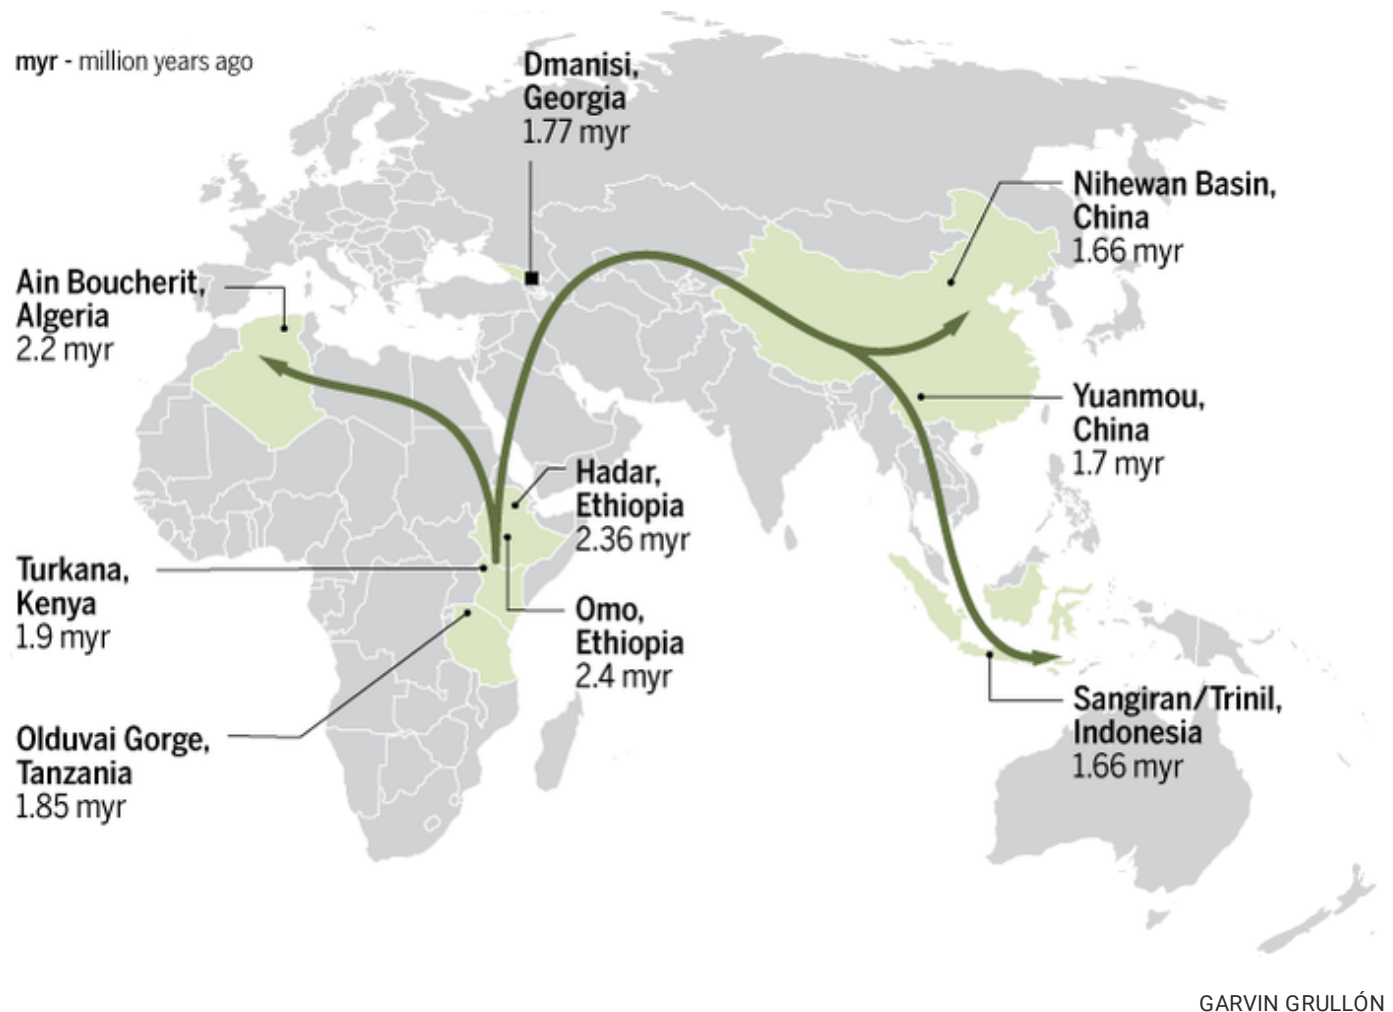 myr - million years ago
Dmanisi,
Georgia
1.77 myr
Nihewan Basin,
China
1.66 myr
Ain Boucherit,
Algeria
2.2 myr
Yuanmou,
China
1.7 myr
Hadar,
Ethiopia
2.36 myr
Turkana,
Kenya
1.9 myr
Omo,
Ethiopia
2.4 myr
Sangiran/Trinil,
Indonesia
1.66 myr
Olduvai Gorge,
Tanzania
1.85 myr
GARVIN GRULLÓN